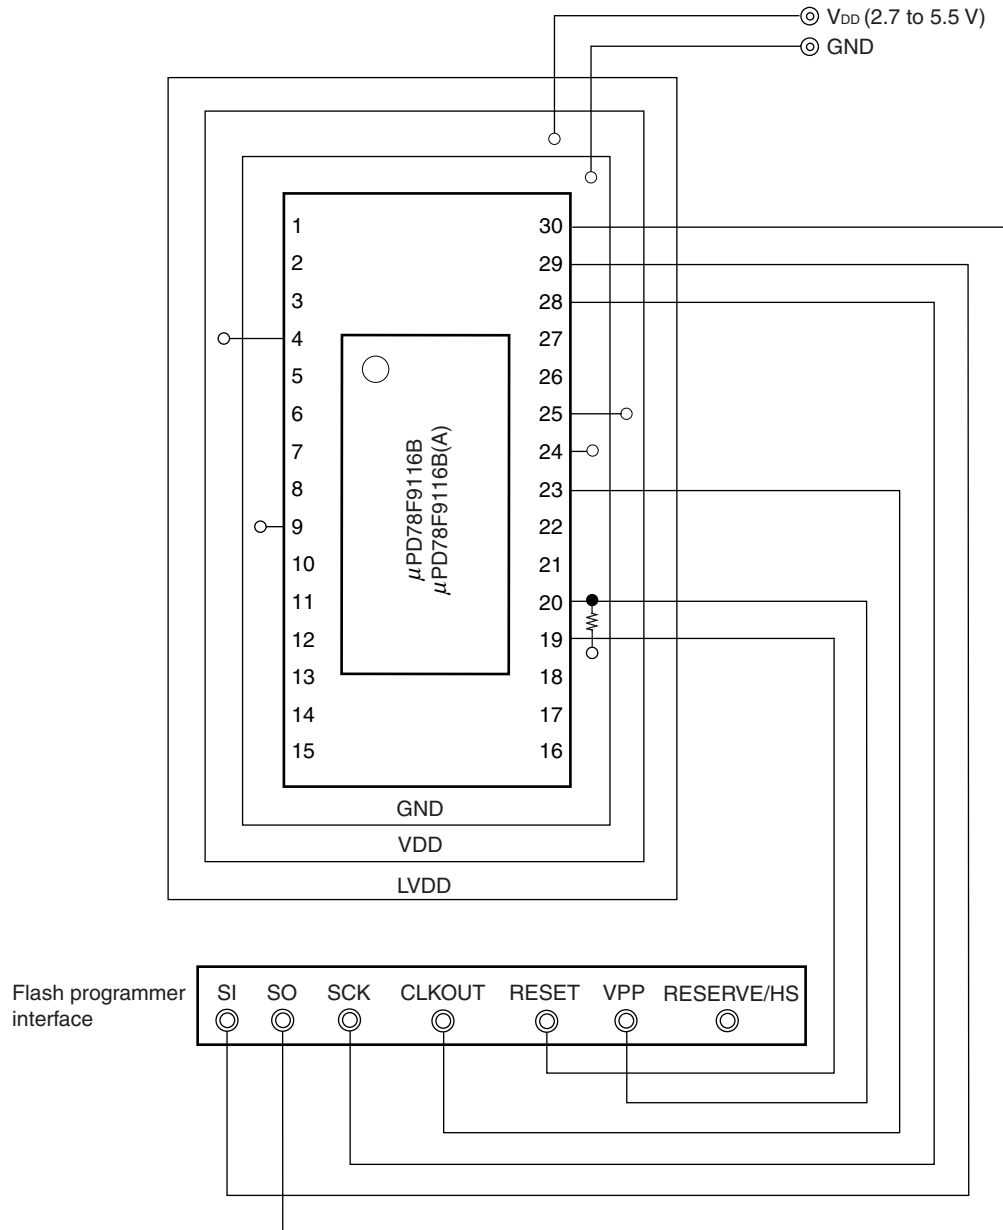 VDD (2.7 to 5.5 V)
GND
1 30
2 29
3 28
4 27
5 26
6 25
7 24
8 23
9 22
10 21
11 20
12 19
13 18
14 17
15 16
μPD78F9116B
μPD78F9116B(A)
GND
VDD
LVDD
Flash programmer
interface
SI SO SCK CLKOUT RESET VPP RESERVE/HS